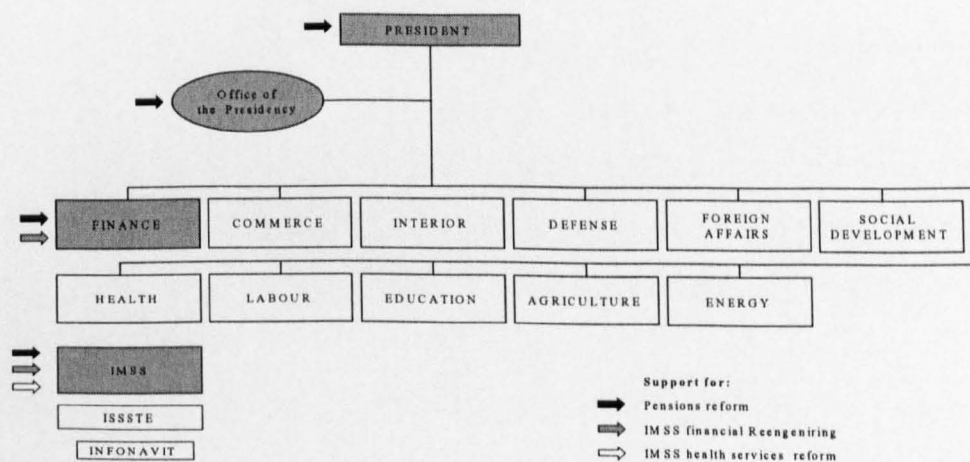 PRESIDENT
Office of
the Presidency
FINANCE
COMMERCE
INTERIOR
DEFENSE
FOREIGN
AFFAIRS
SOCIAL
DEVELOPMENT
HEALTH
LABOUR
EDUCATION
AGRICULTURE
ENERGY
IMSS
ISSSTE
INFONAVIT
Support for:
Pensions reform
IMSS financial Reengeniring
IMSS health services reform